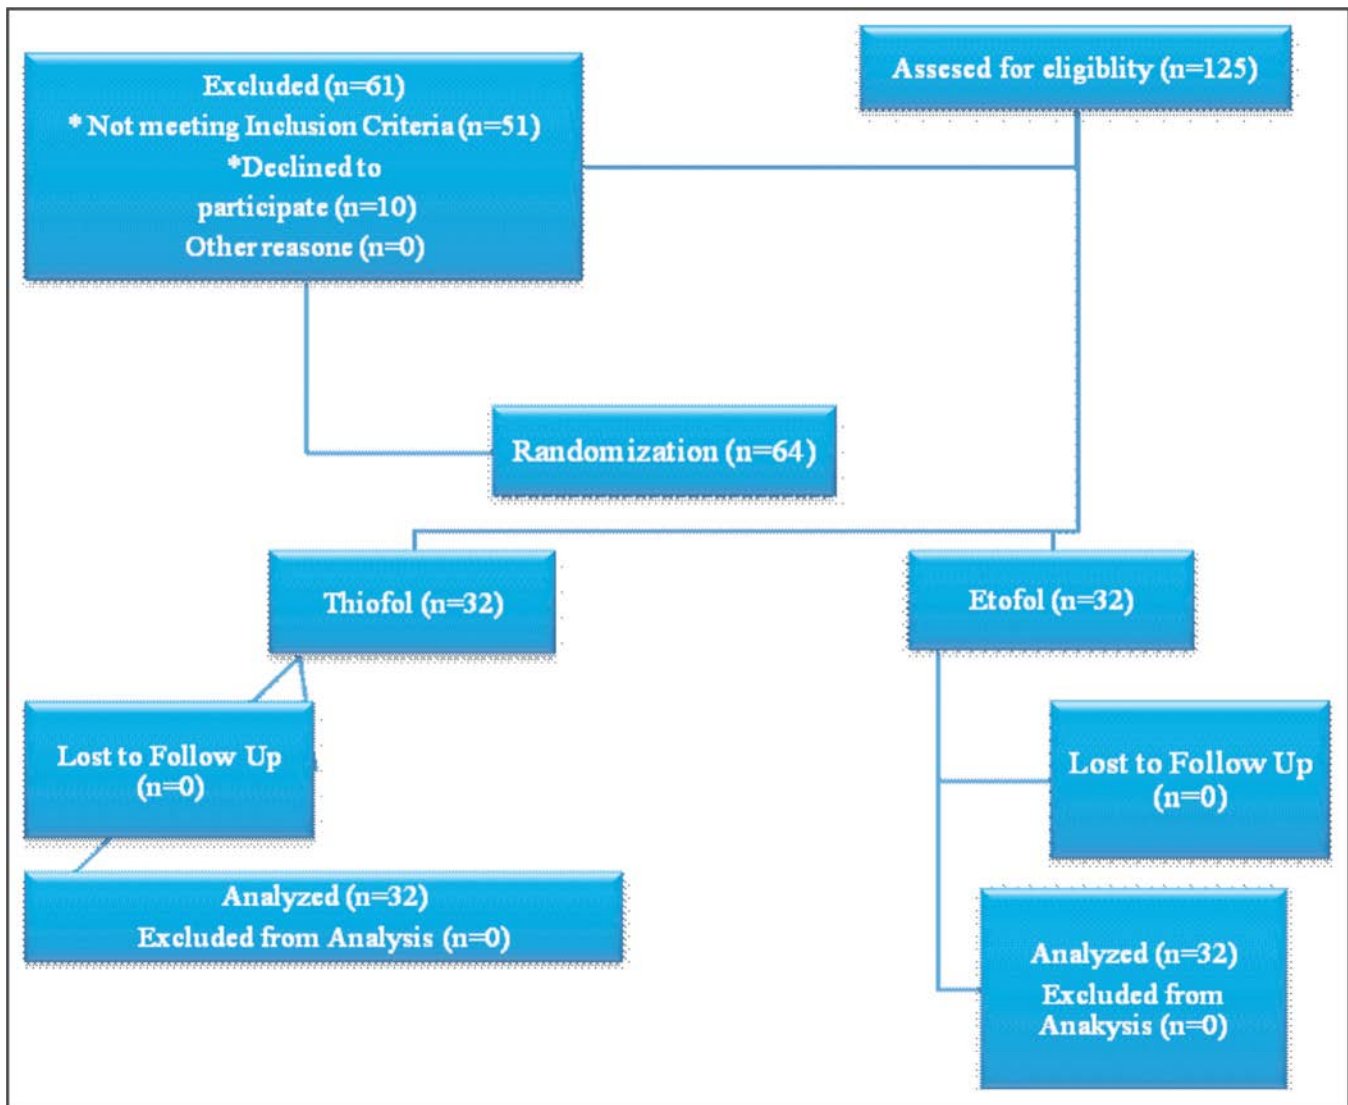 Assesed for eligiblity (n=125)
Excluded (n=61)
* Not meeting Inclusion Criteria (n=51)
*Declined to
participate (n=10)
Other reasone (n=0)
Randomization (n=64)
Thiofol (n=32)
Etofol (n=32)
Lost to Follow Up
(n=0)
Lost to Follow Up
(n=0)
Analyzed (n=32)
Excluded from Analysis (n=0)
Analyzed (n=32)
Excluded from
Anakysis (n=0)